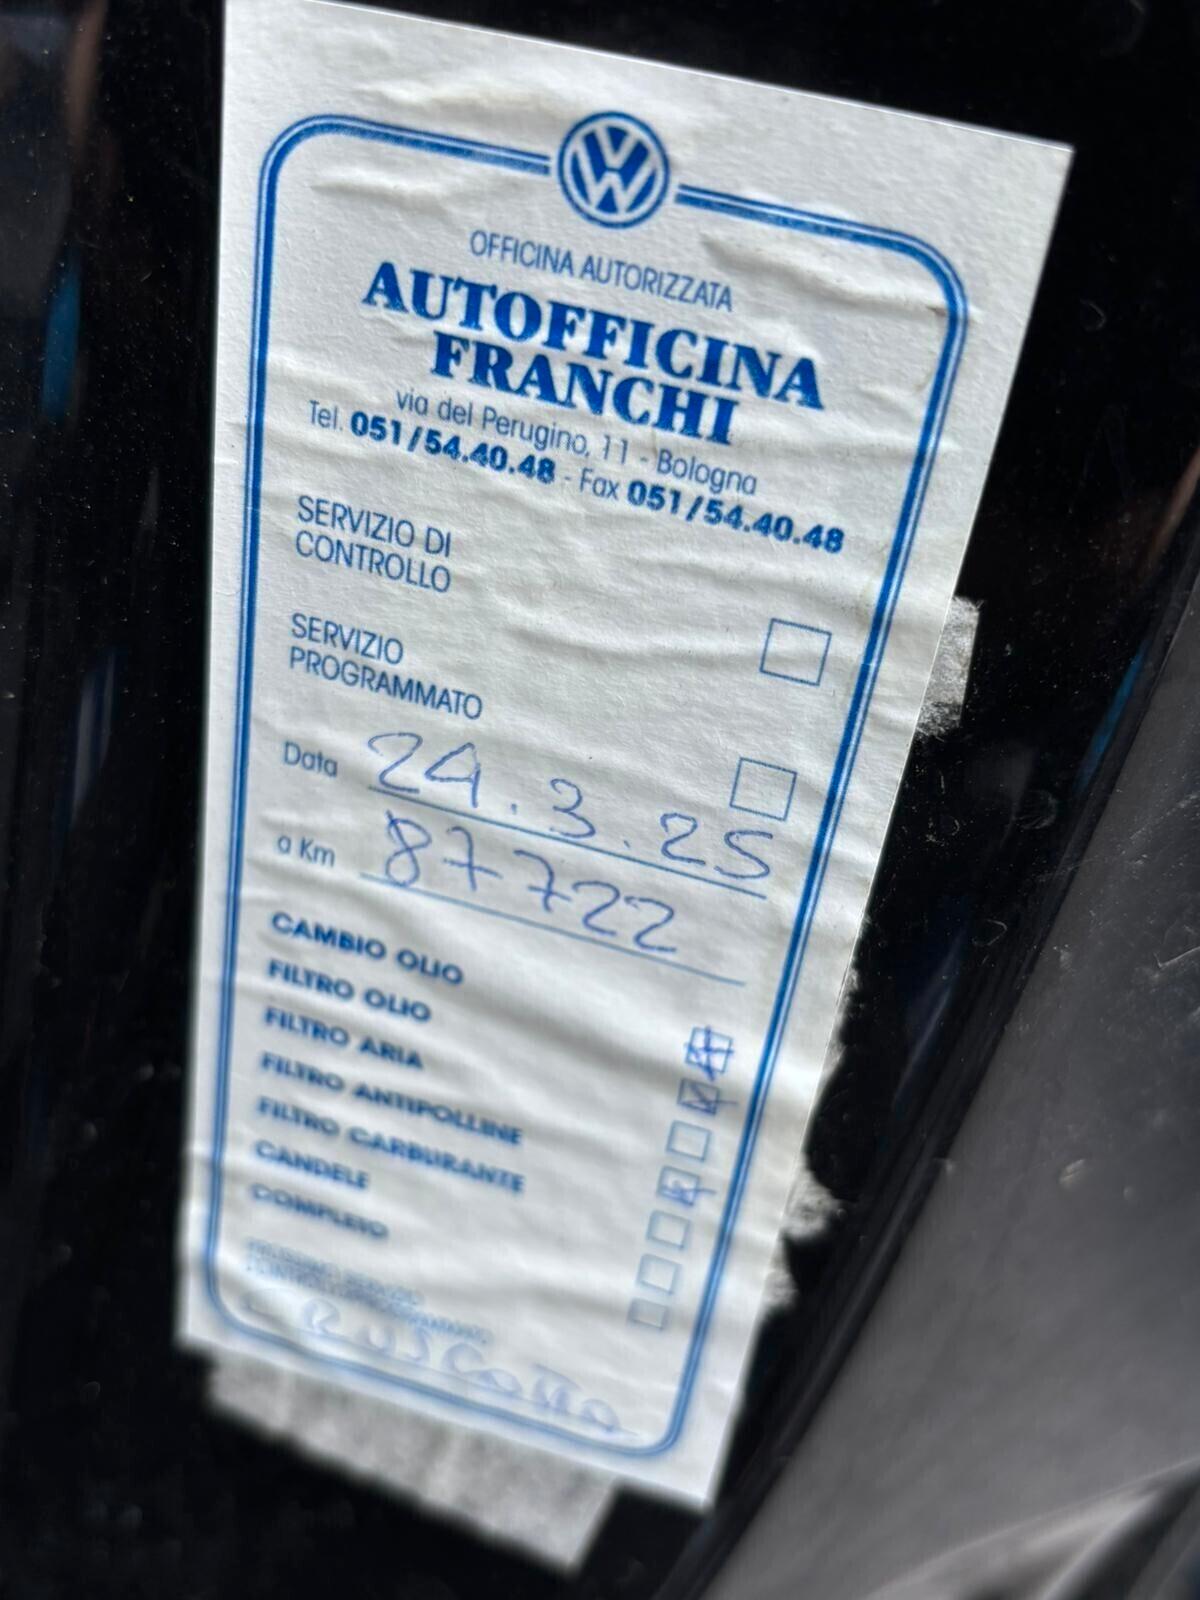 OFFICINA AUTORIZZATA
AUTOFFICINA
FRANCHI
via del Perugino, 11 - Bologna
Tel. 051/54.40.48 - Fax 051/54.40.48
SERVIZIO DI
CONTROLLO
SERVIZIO
PROGRAMMATO
Data 24.3.25
a Km 87722
CAMBIO OLIO
FILTRO OLIO
FILTRO ARIA
FILTRO ANTIPOLLINE
FILTRO CARBURANTE
CANDELE
COMPLETO